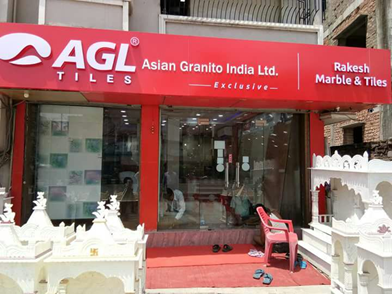 AGL®
TILES
Asian Granito India Ltd.
Exclusive
Rakesh
Marble & Tiles